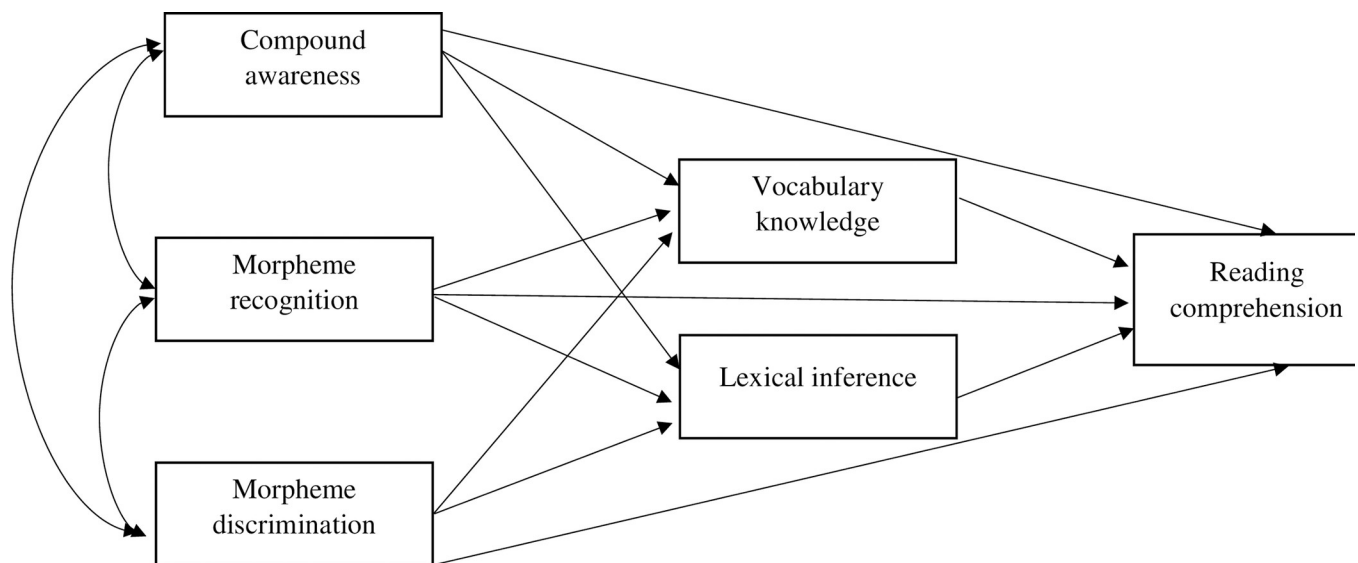 Compound
awareness
Vocabulary
knowledge
Morpheme
recognition
Reading
comprehension
Lexical inference
Morpheme
discrimination